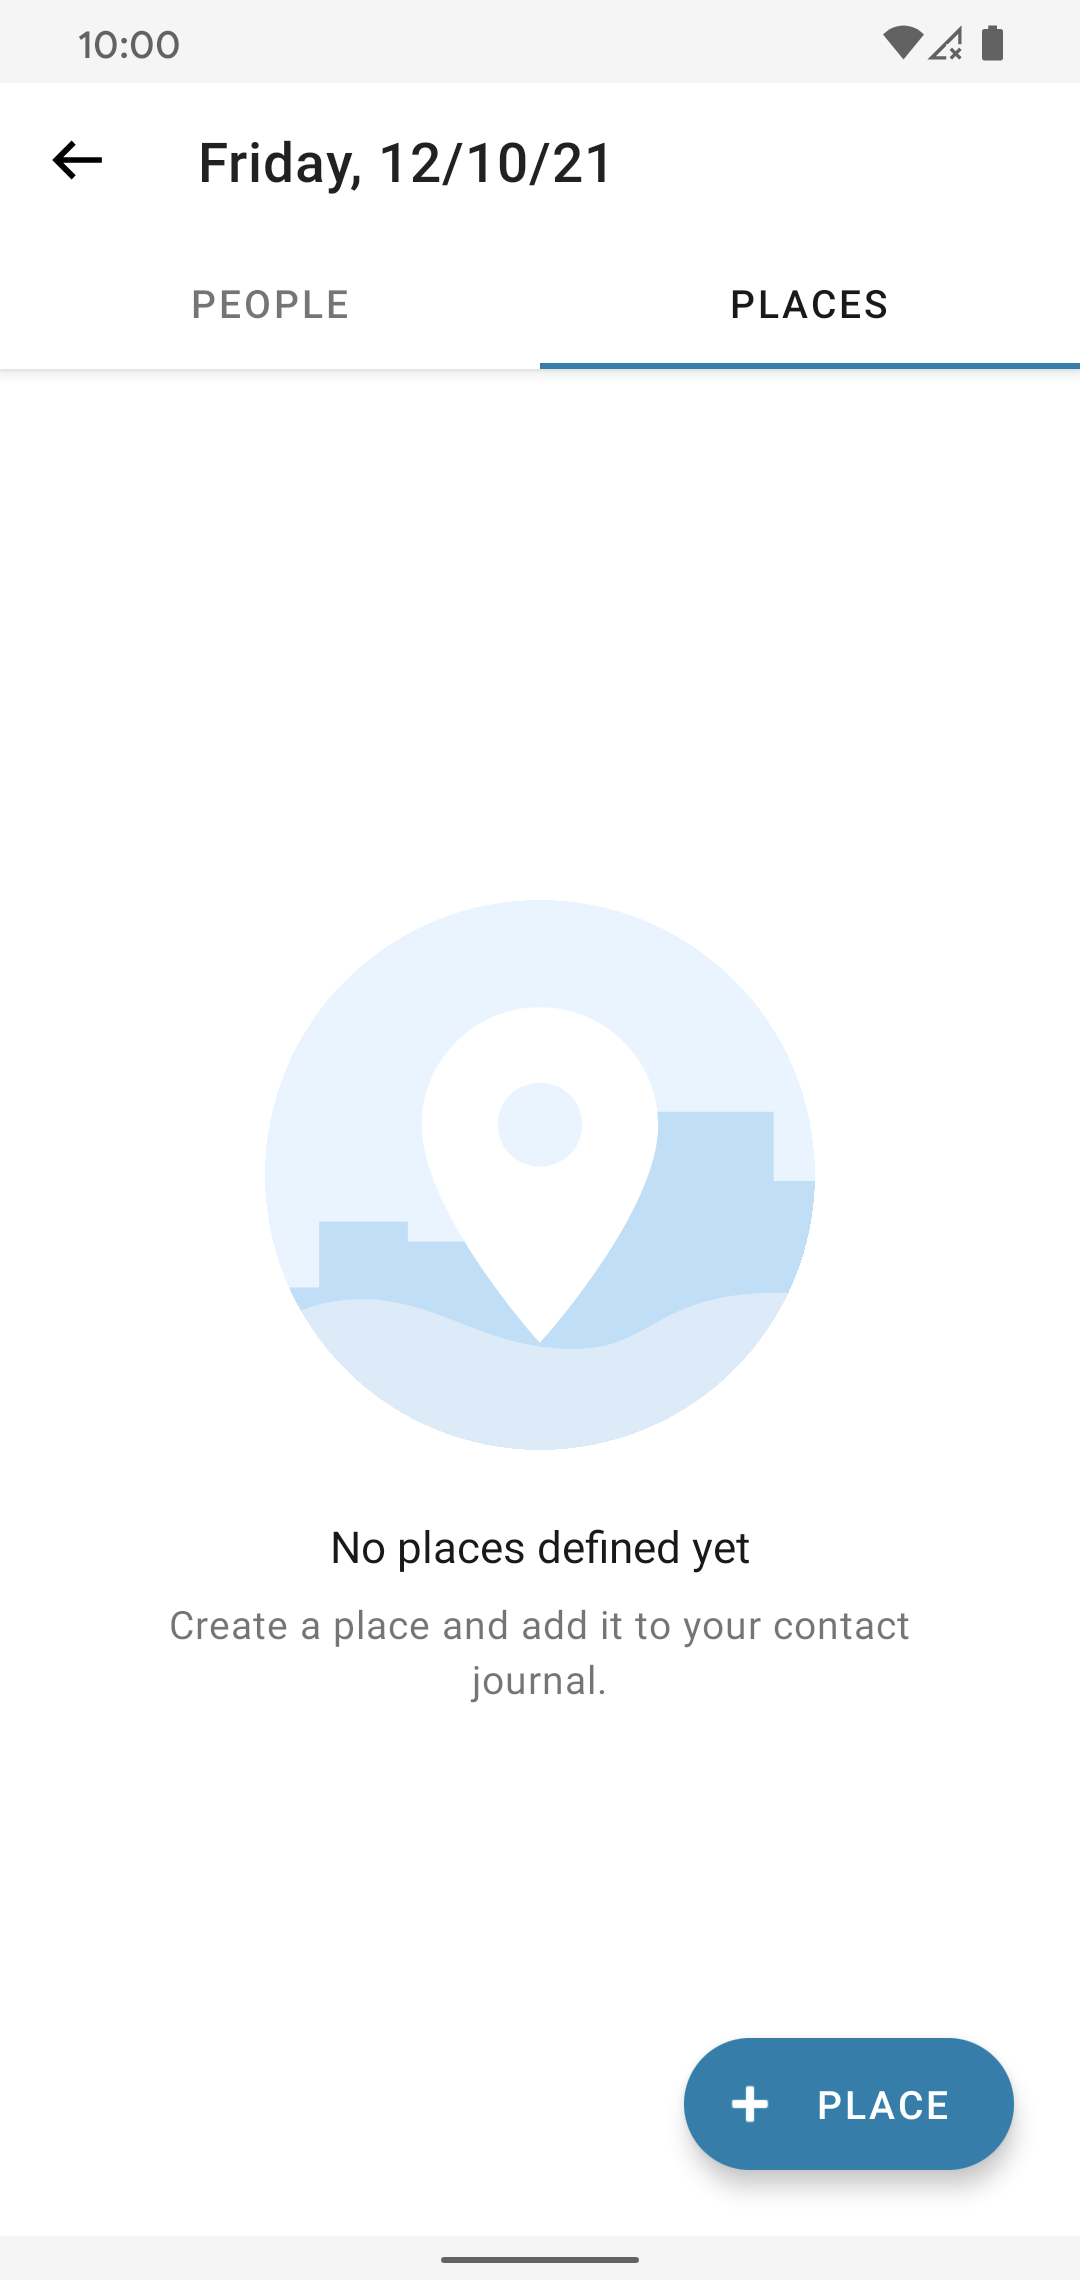 10:00
Friday, 12/10/21
PEOPLE
PLACES
No places defined yet
Create a place and add it to your contact
journal.
PLACE